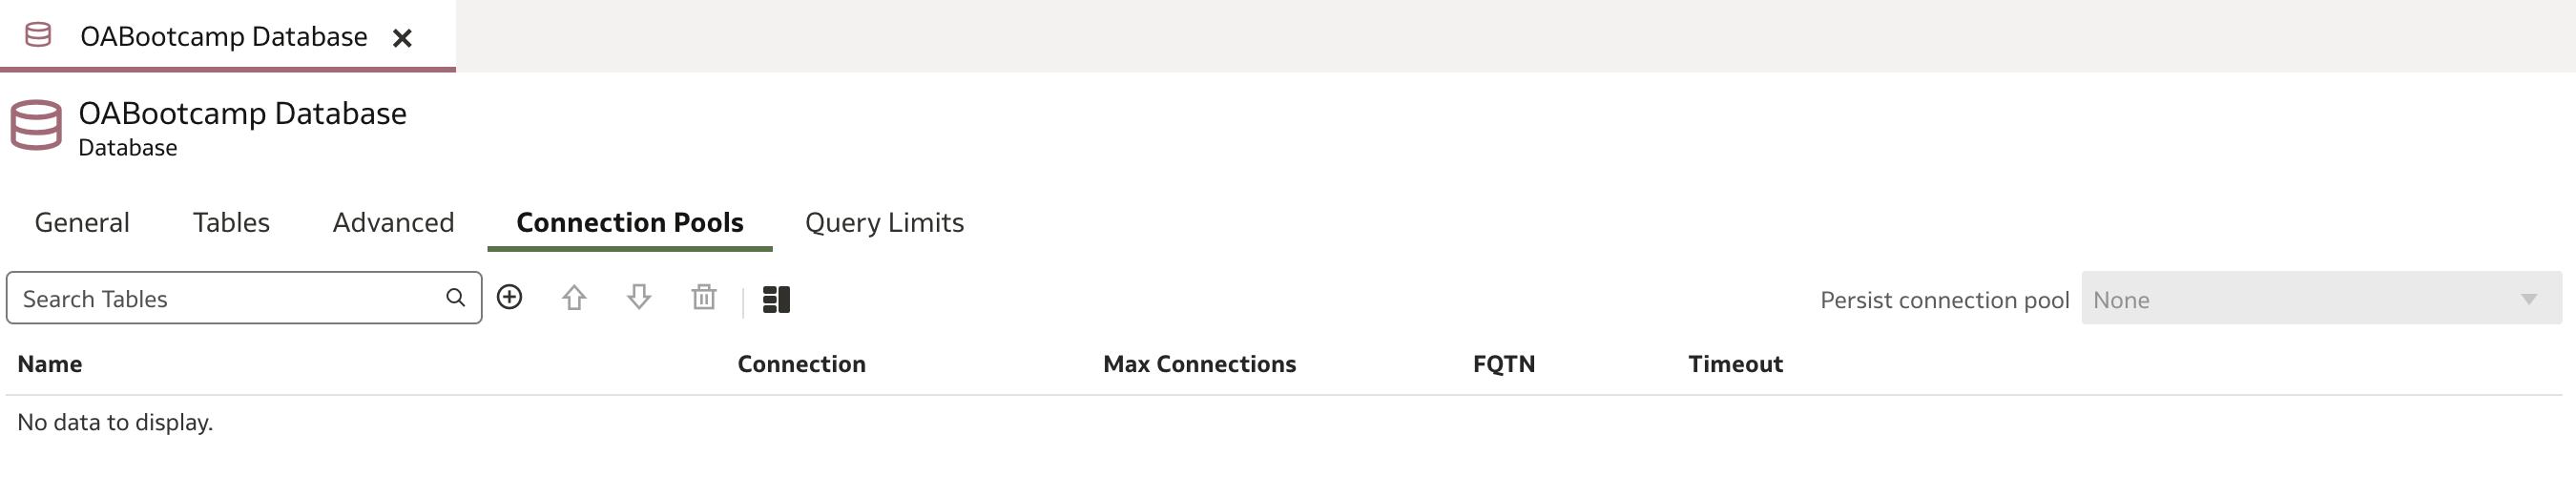 OABootcamp Database
OABootcamp Database
Database
General Tables Advanced Connection Pools Query Limits
Search Tables Persist connection pool None
Name Connection Max Connections FQTN Timeout
No data to display.